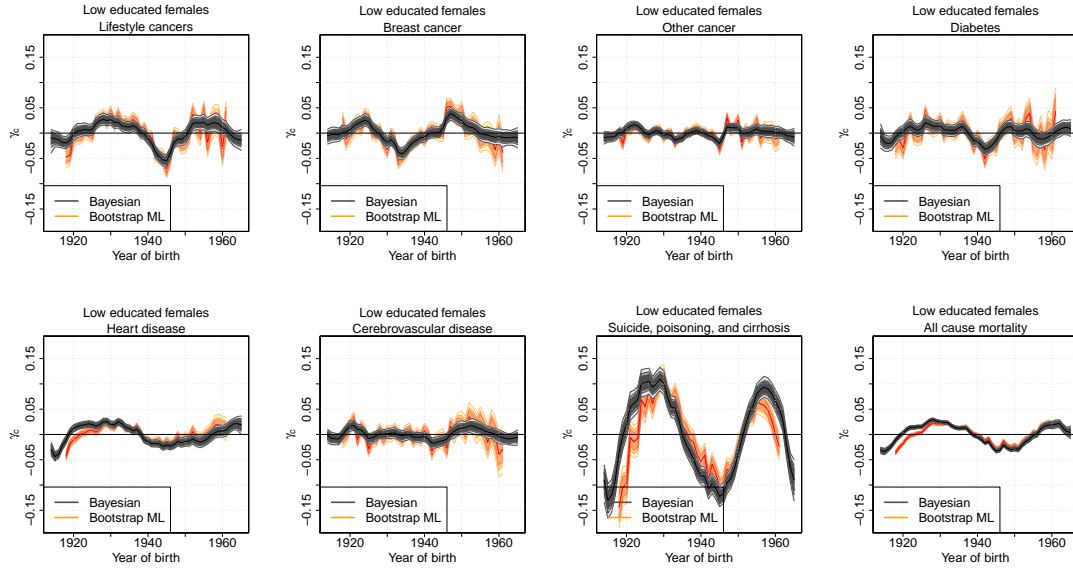 Low educated females
Lifestyle cancers
γc
0.15
0.05
−0.05
−0.15
Bayesian
Bootstrap ML
1920
1940
1960
Year of birth
Low educated females
Breast cancer
γc
0.15
0.05
−0.05
−0.15
Bayesian
Bootstrap ML
1920
1940
1960
Year of birth
Low educated females
Other cancer
γc
0.15
0.05
−0.05
−0.15
Bayesian
Bootstrap ML
1920
1940
1960
Year of birth
Low educated females
Diabetes
γc
0.15
0.05
−0.05
−0.15
Bayesian
Bootstrap ML
1920
1940
1960
Year of birth
Low educated females
Heart disease
γc
0.15
0.05
−0.05
−0.15
Bayesian
Bootstrap ML
1920
1940
1960
Year of birth
Low educated females
Cerebrovascular disease
γc
0.15
0.05
−0.05
−0.15
Bayesian
Bootstrap ML
1920
1940
1960
Year of birth
Low educated females
Suicide, poisoning, and cirrhosis
γc
0.15
0.05
−0.05
−0.15
Bayesian
Bootstrap ML
1920
1940
1960
Year of birth
Low educated females
All cause mortality
γc
0.15
0.05
−0.05
−0.15
Bayesian
Bootstrap ML
1920
1940
1960
Year of birth